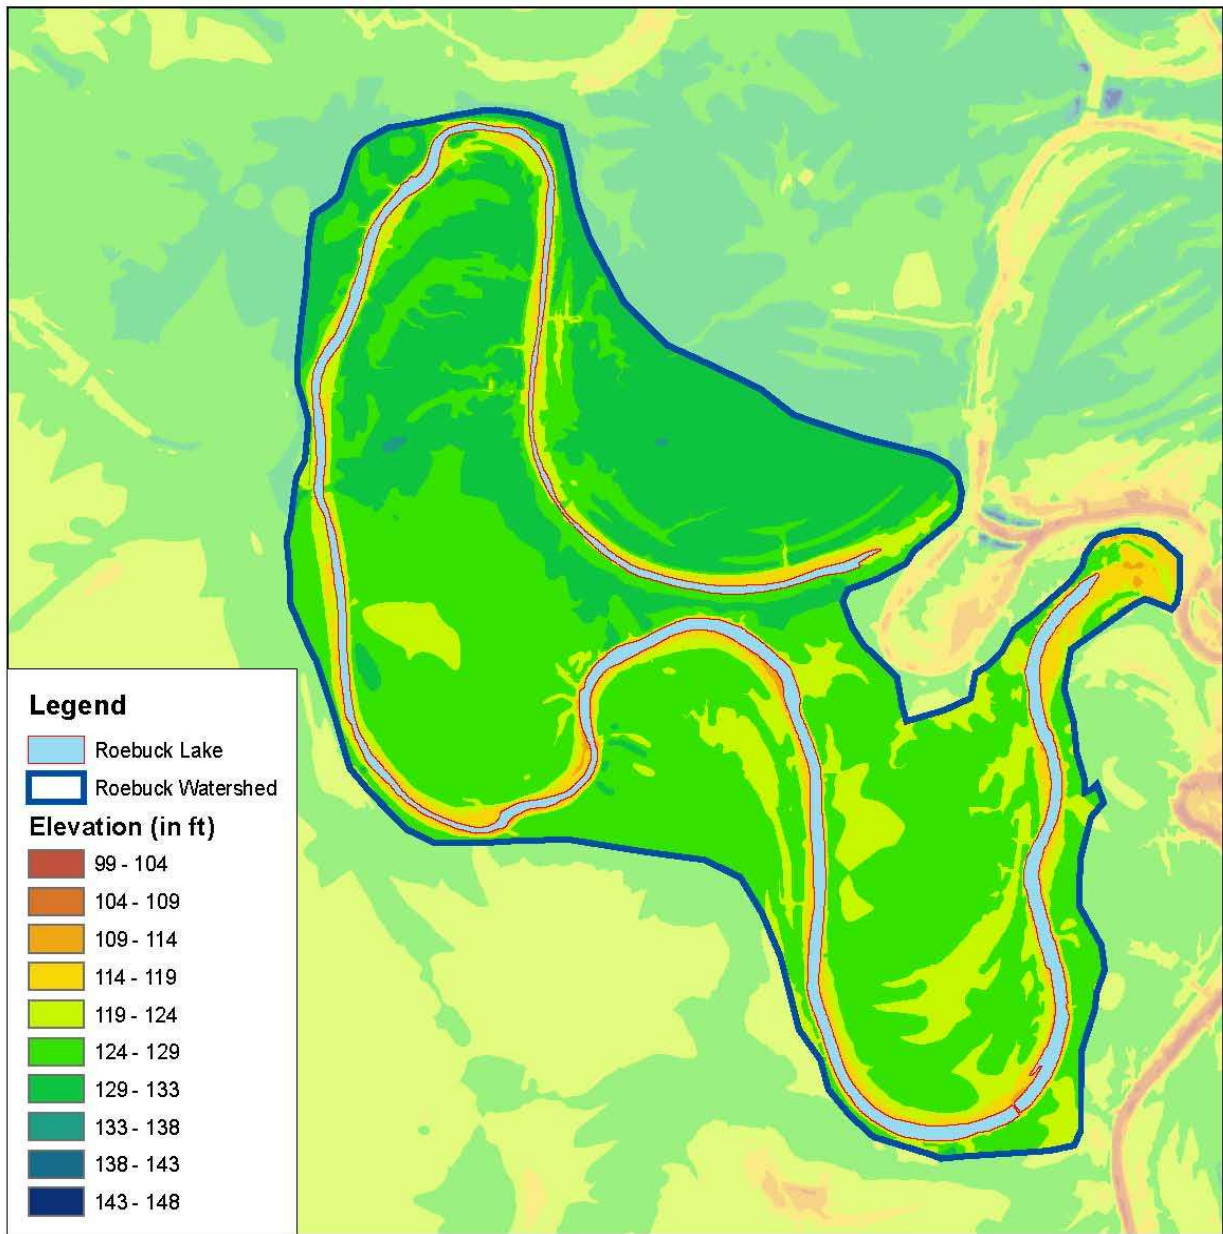 Legend
Roebuck Lake
Roebuck Watershed
Elevation (in ft)
99 - 104
104 - 109
109 - 114
114 - 119
119 - 124
124 - 129
129 - 133
133 - 138
138 - 143
143 - 148